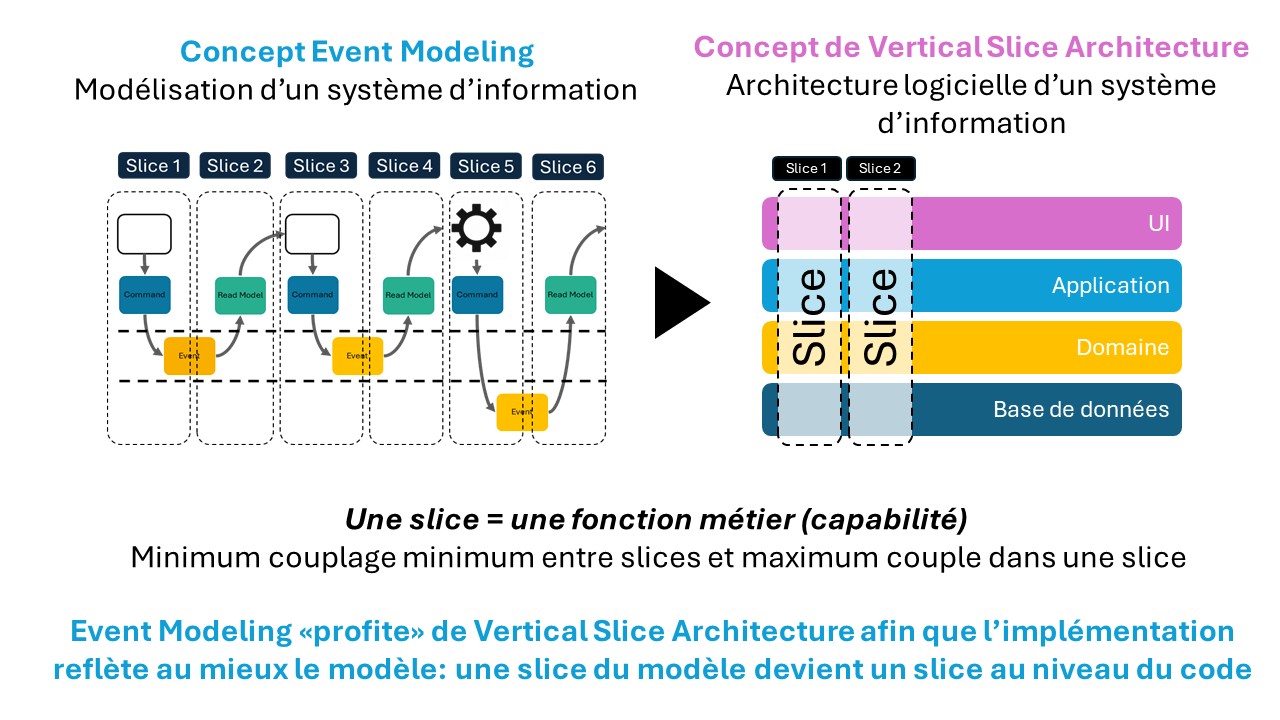 Concept Event Modeling
Modélisation d’un système d’information
Slice 1
Slice 2
Slice 3
Slice 4
Slice 5
Slice 6
Command
Read Model
Command
Read Model
Command
Read Model
Event
Event
Event
Concept de Vertical Slice Architecture
Architecture logicielle d’un système
d’information
Slice 1
Slice 2
UI
Application
Domaine
Base de données
Slice
Slice
Une slice = une fonction métier (capabilité)
Minimum couplage minimum entre slices et maximum couple dans une slice
Event Modeling «profite» de Vertical Slice Architecture afin que l’implémentation
reflète au mieux le modèle: une slice du modèle devient un slice au niveau du code